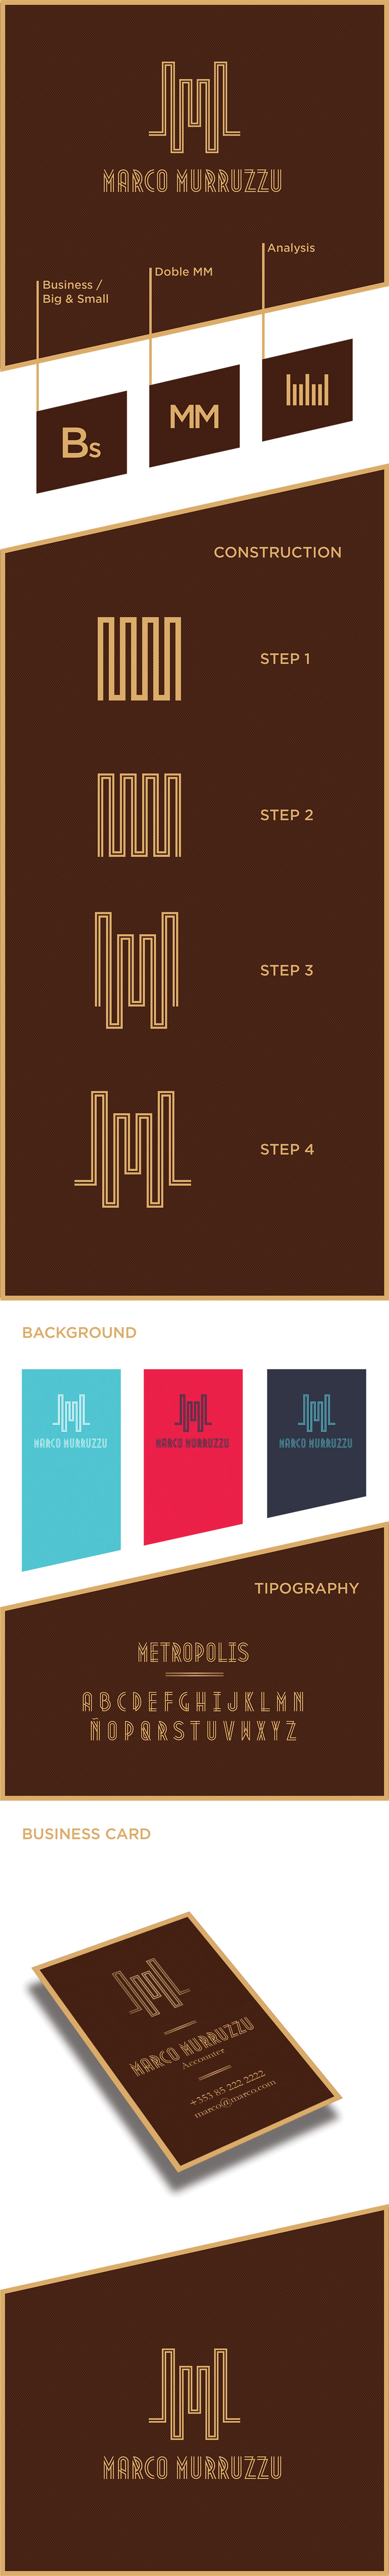 MARCO MURRUZZU
Analysis
Doble MM
Business /
Big & Small
Bs
MM
CONSTRUCTION
STEP 1
STEP 2
STEP 3
STEP 4
BACKGROUND
MARCO MURRUZZU
MARCO MURRUZZU
MARCO MURRUZZU
TIPOGRAPHY
METROPOLIS
A B C D E F G H I J K L M N
Ñ O P Q R S T U V W X Y Z
BUSINESS CARD
MARCO MURRUZZU
Accounter
+353 85 222 2222
marco@marco.com
MARCO MURRUZZU